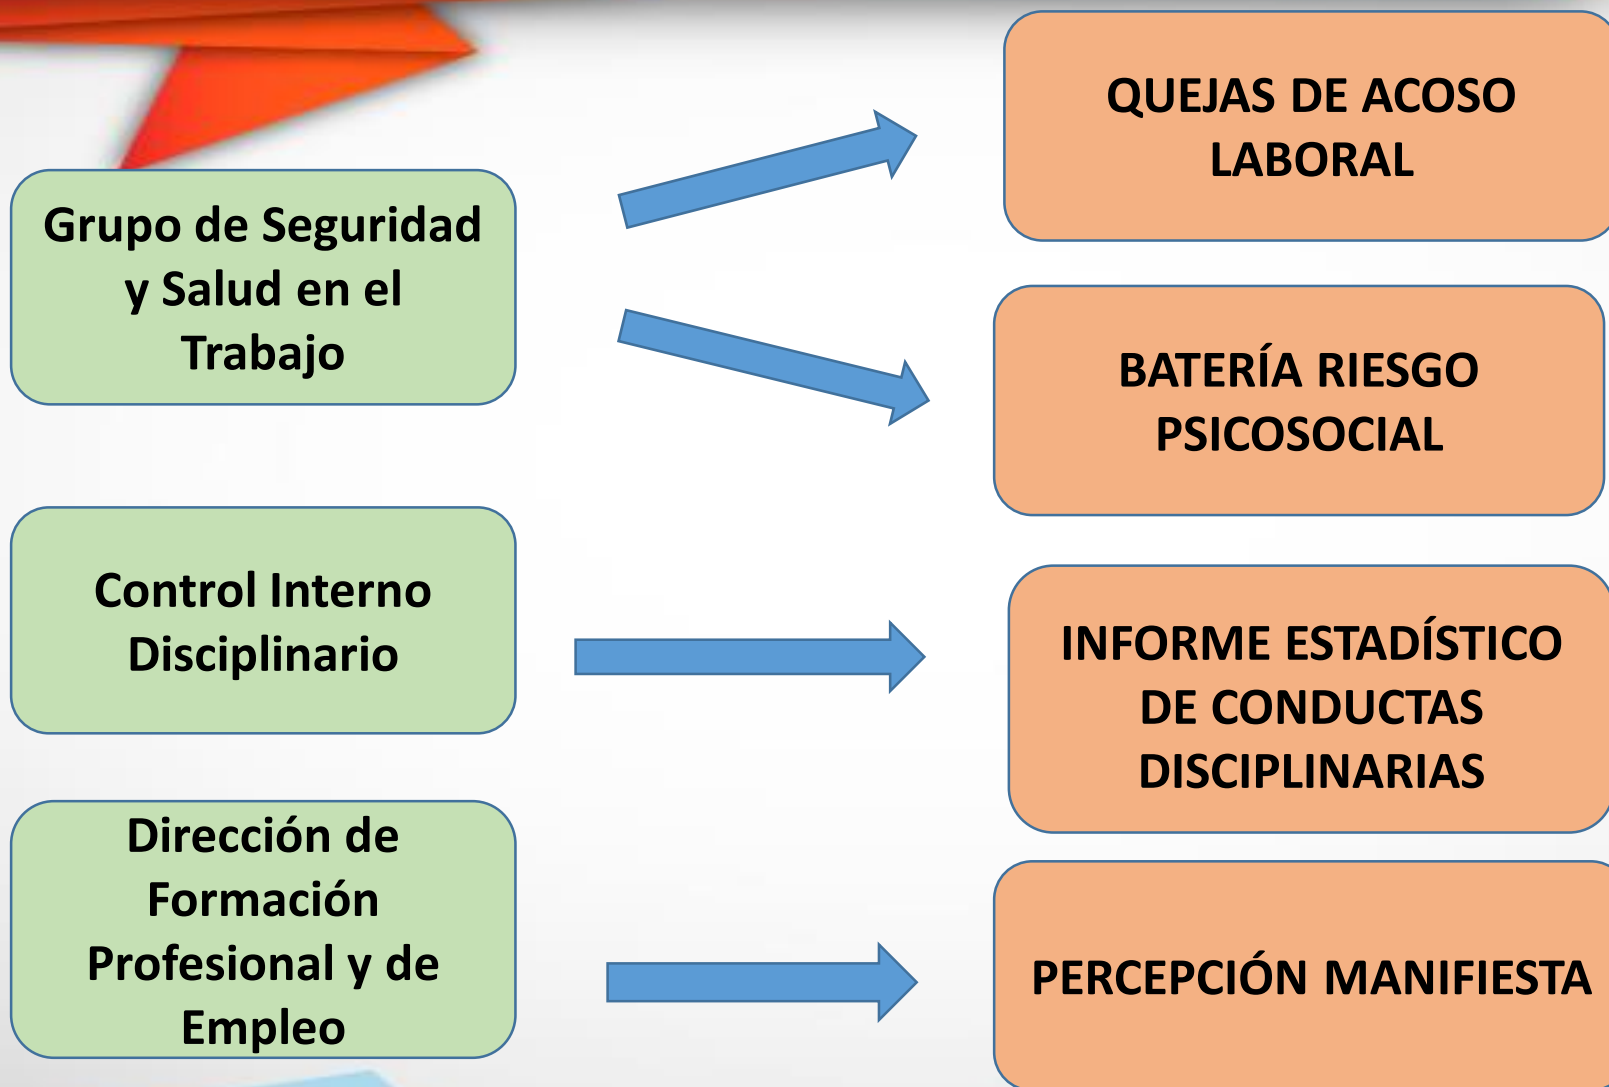 Grupo de Seguridad
y Salud en el
Trabajo
QUEJAS DE ACOSO
LABORAL
BATERÍA RIESGO
PSICOSOCIAL
Control Interno
Disciplinario
INFORME ESTADÍSTICO
DE CONDUCTAS
DISCIPLINARIAS
Dirección de
Formación
Profesional y de
Empleo
PERCEPCIÓN MANIFIESTA